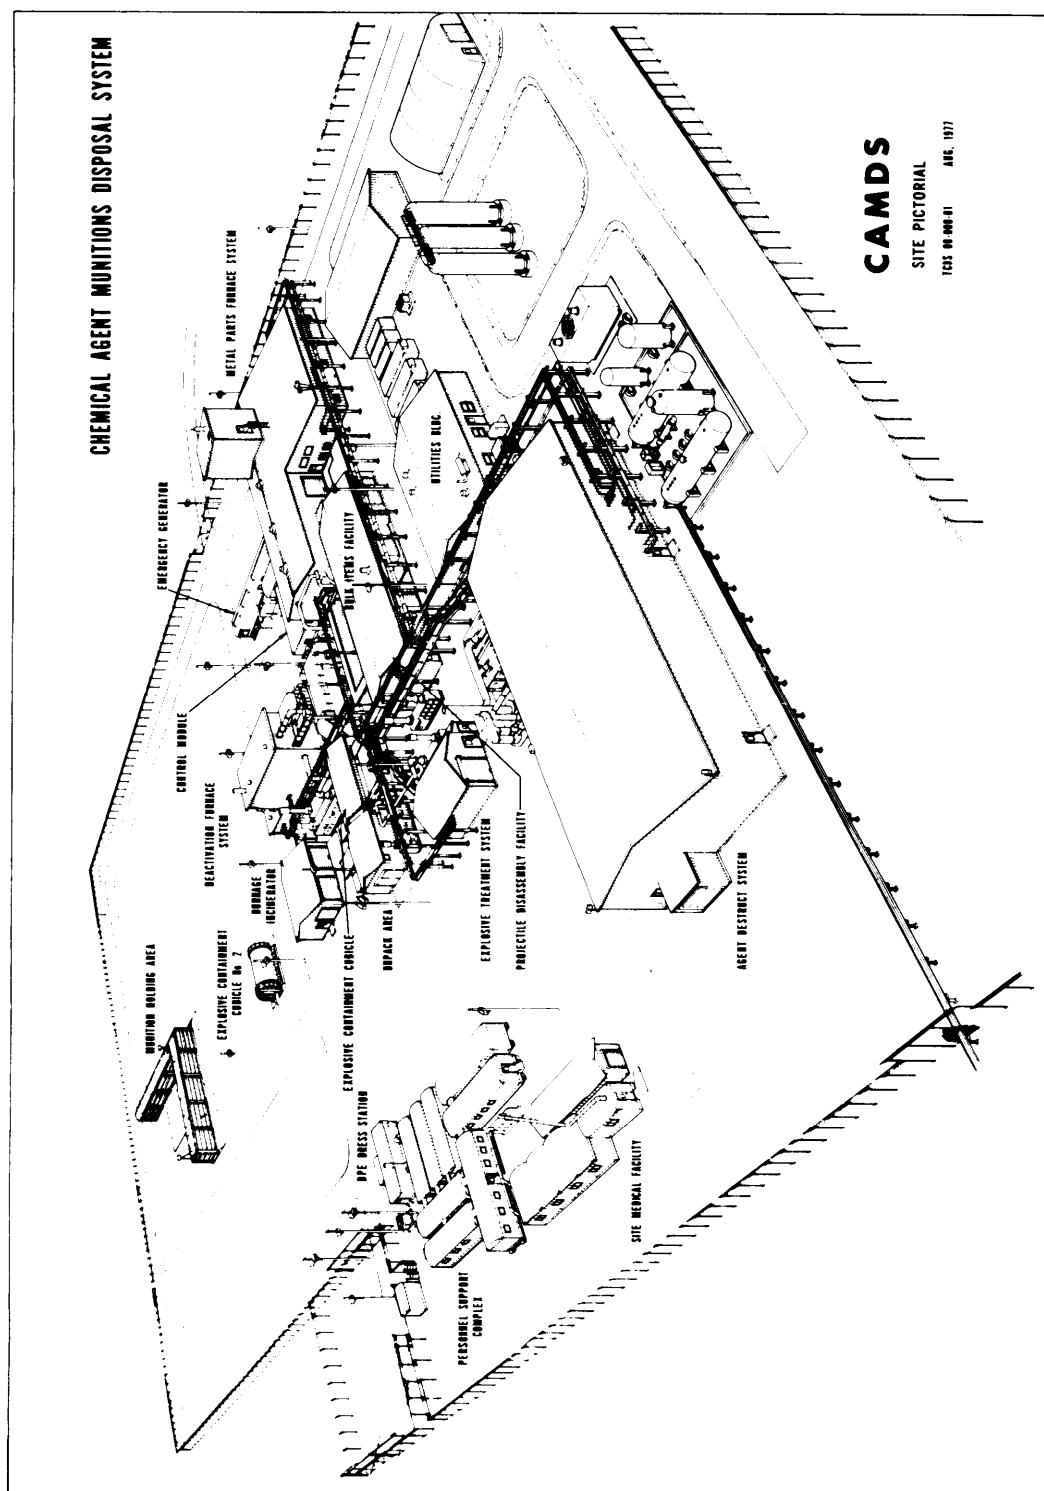 CHEMICAL AGENT MUNITIONS DISPOSAL SYSTEM
METAL PARTS FURNACE SYSTEM
EMERGENCY GENERATOR
CONTROL MODULE
DEACTIVATION FURNACE
SYSTEM
DUNNAGE
INCINERATOR
EXPLOSIVE CONTAINMENT
CUBICLE No 2
MUNITION HOLDING AREA
BULK ITEMS FACILITY
UTILITIES BLDG.
EXPLOSIVE CONTAINMENT CUBICLE
UNPACK AREA
EXPLOSIVE TREATMENT SYSTEM
PROJECTILE DISASSEMBLY FACILITY
AGENT DESTRUCT SYSTEM
DPE DRESS STATION
PERSONNEL SUPPORT
COMPLEX
SITE MEDICAL FACILITY
CAMDS
SITE PICTORIAL
AUG. 1977